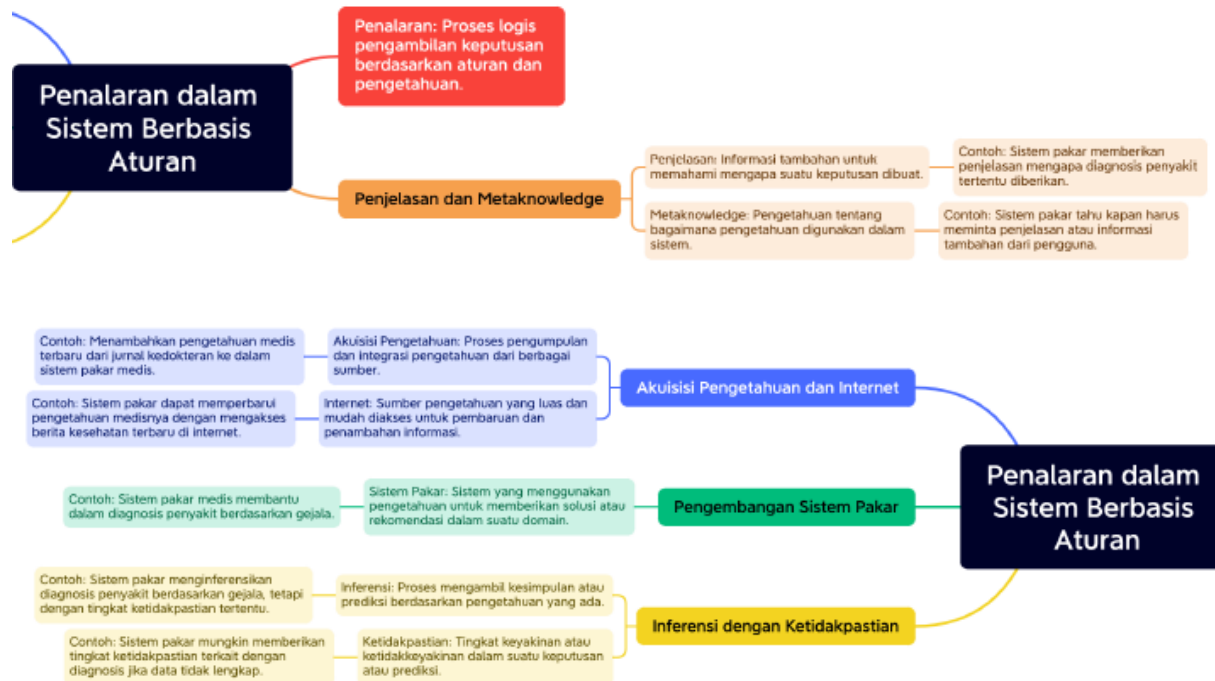 Penalaran dalam
Sistem Berbasis
Aturan
Penalaran: Proses logis
pengambilan keputusan
berdasarkan aturan dan
pengetahuan.
Penjelasan dan Metaknowledge
Penjelasan: Informasi tambahan untuk
memahami mengapa suatu keputusan dibuat.
Contoh: Sistem pakar memberikan
penjelasan mengapa diagnosis penyakit
tertentu diberikan.
Metaknowledge: Pengetahuan tentang
bagaimana pengetahuan digunakan dalam
sistem.
Contoh: Sistem pakar tahu kapan harus
meminta penjelasan atau informasi
tambahan dari pengguna.
Penalaran dalam
Sistem Berbasis
Aturan
Akuisisi Pengetahuan dan Internet
Akuisisi Pengetahuan: Proses pengumpulan
dan integrasi pengetahuan dari berbagai
sumber.
Contoh: Menambahkan pengetahuan medis
terbaru dari jurnal kedokteran ke dalam
sistem pakar medis.
Internet: Sumber pengetahuan yang luas dan
mudah diakses untuk pembaruan dan
penambahan informasi.
Contoh: Sistem pakar dapat memperbarui
pengetahuan medisnya dengan mengakses
berita kesehatan terbaru di internet.
Pengembangan Sistem Pakar
Sistem Pakar: Sistem yang menggunakan
pengetahuan untuk memberikan solusi atau
rekomendasi dalam suatu domain.
Contoh: Sistem pakar medis membantu
dalam diagnosis penyakit berdasarkan gejala.
Inferensi dengan Ketidakpastian
Inferensi: Proses mengambil kesimpulan atau
prediksi berdasarkan pengetahuan yang ada.
Contoh: Sistem pakar menginferensikan
diagnosis penyakit berdasarkan gejala, tetapi
dengan tingkat ketidakpastian tertentu.
Ketidakpastian: Tingkat keyakinan atau
ketidakkeyakinan dalam suatu keputusan
atau prediksi.
Contoh: Sistem pakar mungkin memberikan
tingkat ketidakpastian terkait dengan
diagnosis jika data tidak lengkap.